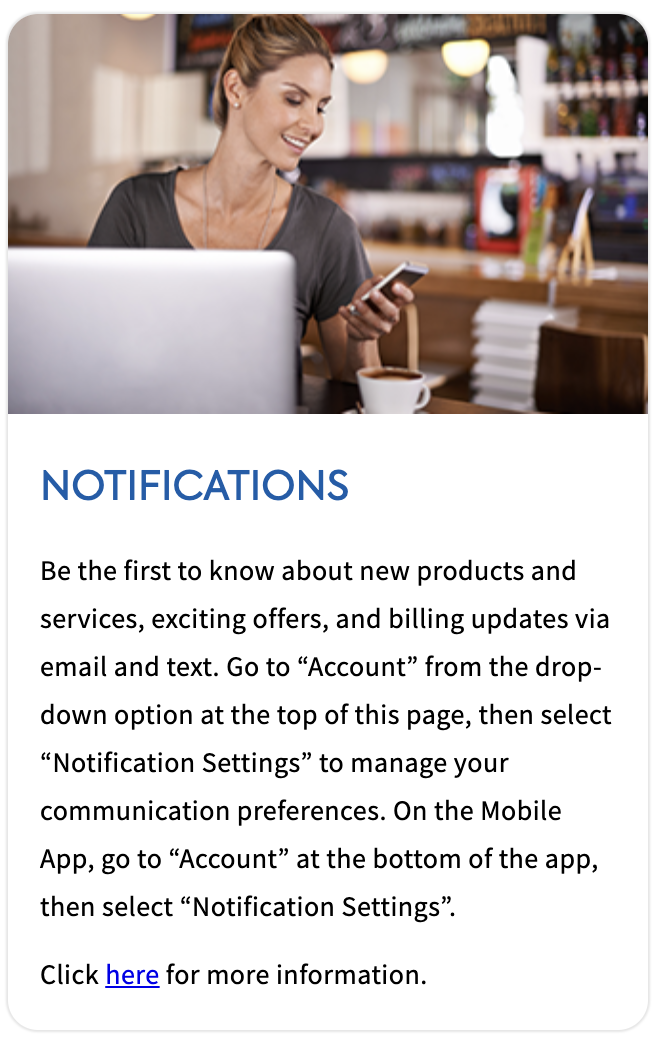 NOTIFICATIONS
Be the first to know about new products and
services, exciting offers, and billing updates via
email and text. Go to “Account” from the drop-
down option at the top of this page, then select
“Notification Settings” to manage your
communication preferences. On the Mobile
App, go to “Account” at the bottom of the app,
then select “Notification Settings”.
Click here for more information.